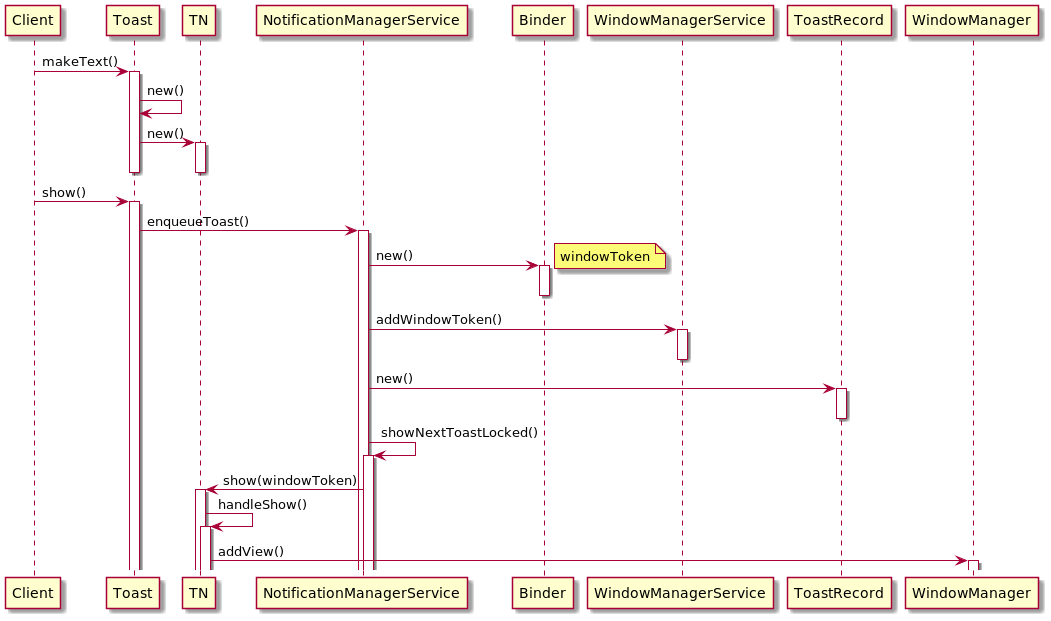 Client Toast TN NotificationManagerService Binder WindowManagerService ToastRecord WindowManager
makeText()
new()
new()
show()
enqueueToast()
new()
windowToken
addWindowToken()
new()
showNextToastLocked()
show(windowToken)
handleShow()
addView()
Client Toast TN NotificationManagerService Binder WindowManagerService ToastRecord WindowManager